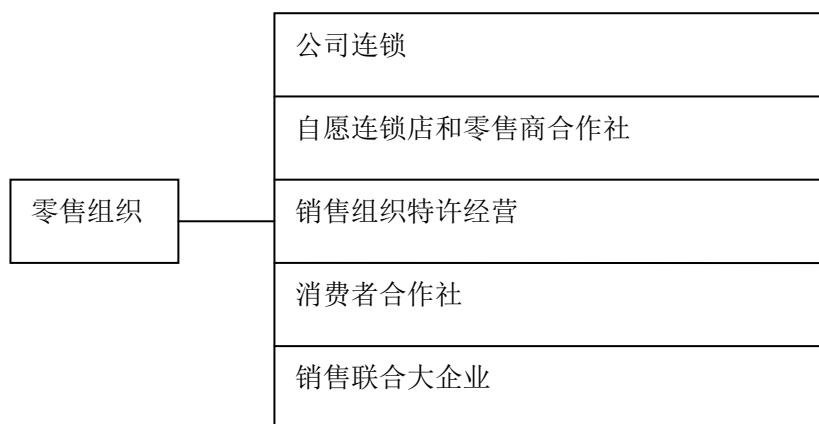 公司连锁
自愿连锁店和零售商合作社
零售组织
销售组织特许经营
消费者合作社
销售联合大企业